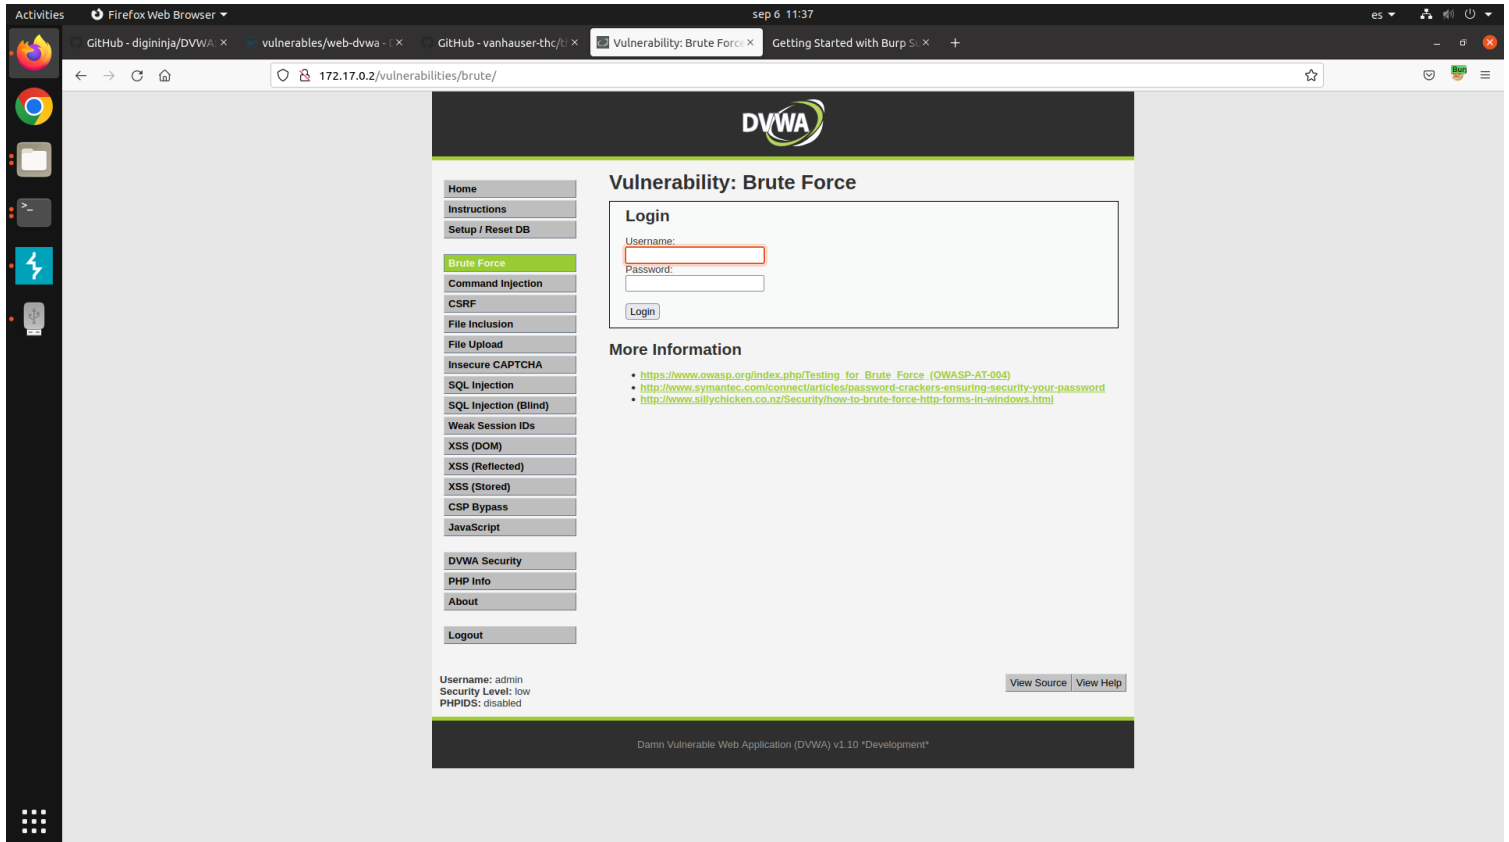 Activities
Firefox Web Browser
sep 6 11:37
es
GitHub - digininja/DVWA:
vulnerables/web-dvwa -
GitHub - vanhauser-thc/
Vulnerability: Brute Force
Getting Started with Burp Su
172.17.0.2/vulnerabilities/brute/
Burp
DVWA
Home
Instructions
Setup / Reset DB
Brute Force
Command Injection
CSRF
File Inclusion
File Upload
Insecure CAPTCHA
SQL Injection
SQL Injection (Blind)
Weak Session IDs
XSS (DOM)
XSS (Reflected)
XSS (Stored)
CSP Bypass
JavaScript
DVWA Security
PHP Info
About
Logout
Vulnerability: Brute Force
Login
Username:
Password:
Login
More Information
https://www.owasp.org/index.php/Testing_for_Brute_Force_(OWASP-AT-004)
http://www.symantec.com/connect/articles/password-crackers-ensuring-security-your-password
http://www.sillychicken.co.nz/Security/how-to-brute-force-http-forms-in-windows.html
Username: admin
Security Level: low
PHPIDS: disabled
View Source
View Help
Damn Vulnerable Web Application (DVWA) v1.10 *Development*